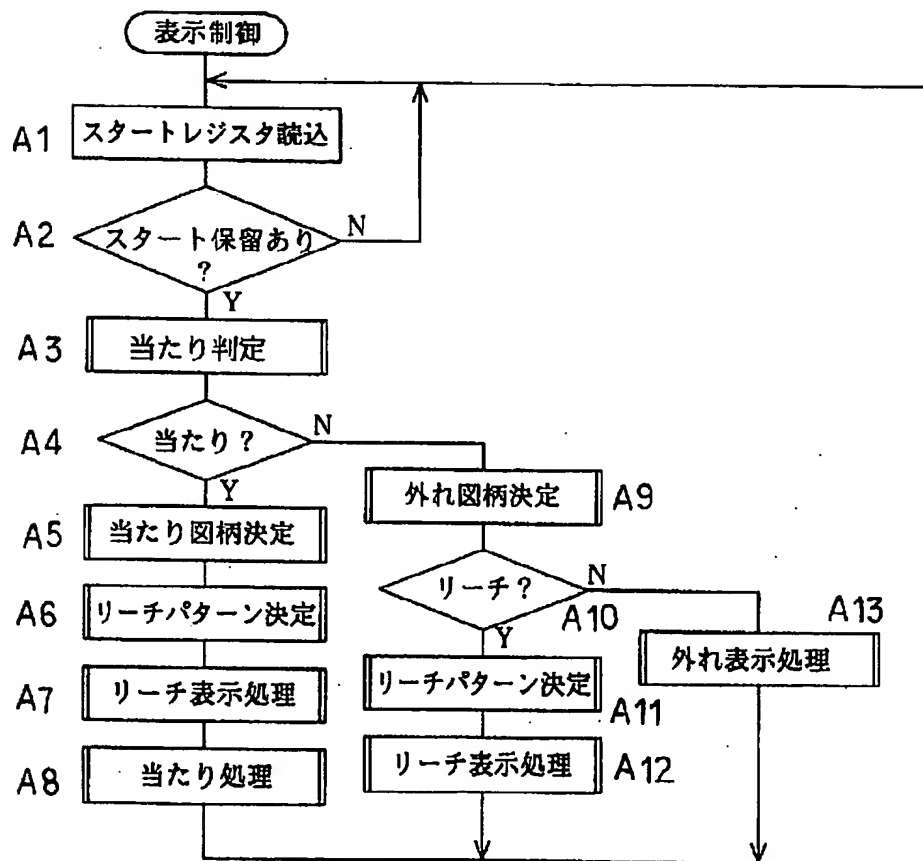 表示制御
A1
スタートレジスタ読込
A2
スタート保留あり
?
N
Y
A3
当たり判定
A4
当たり?
N
Y
A5
当たり図柄決定
A6
リーチパターン決定
A7
リーチ表示処理
A8
当たり処理
外れ図柄決定
A9
リーチ?
N
A10
Y
リーチパターン決定
A11
リーチ表示処理
A12
A13
外れ表示処理